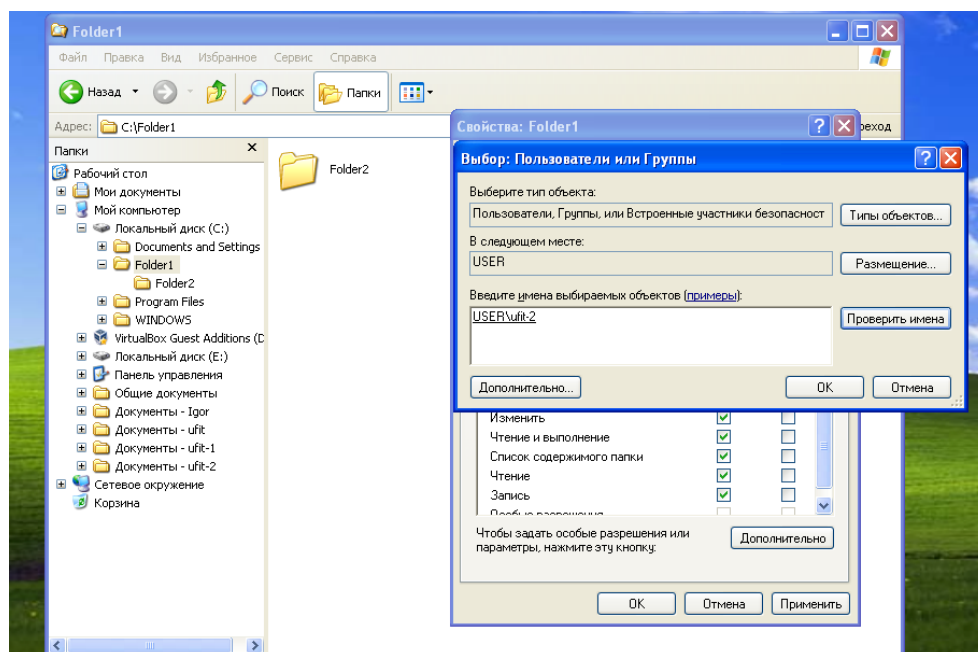 Folder1
Файл Правка Вид Избранное Сервис Справка
Назад Поиск Папки
Адрес: C:\Folder1
реход
Папки
Рабочий стол
Мои документы
Мой компьютер
Локальный диск (C:)
Documents and Settings
Folder1
Folder2
Program Files
WINDOWS
VirtualBox Guest Additions (D
Локальный диск (E:)
Панель управления
Общие документы
Документы - Igor
Документы - ufit
Документы - ufit-1
Документы - ufit-2
Сетевое окружение
Корзина
Folder2
Свойства: Folder1
Выбор: Пользователи или Группы
Выберите тип объекта:
Пользователи, Группы, или Встроенные участники безопасност
Типы объектов...
В следующем месте:
USER
Размещение...
Введите имена выбираемых объектов (примеры):
USER\ufit-2
Проверить имена
Дополнительно...
ОК
Отмена
Изменить
Чтение и выполнение
Список содержимого папки
Чтение
Запись
Особые разрешения
Чтобы задать особые разрешения или
параметры, нажмите эту кнопку:
Дополнительно
ОК
Отмена
Применить